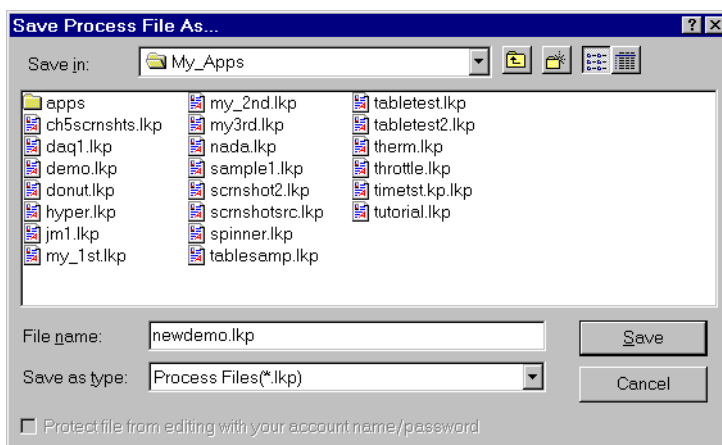 Save Process File As...
Save in: My_Apps
apps my_2nd.lkp tabletest.lkp
ch5scrnshts.lkp my3rd.lkp tabletest2.lkp
daq1.lkp nada.lkp therm.lkp
demo.lkp sample1.lkp throttle.lkp
donut.lkp scrnshot2.lkp timetst.kp.lkp
hyper.lkp scrnshotsrc.lkp tutorial.lkp
jm1.lkp spinner.lkp
my_1st.lkp tablesamp.lkp
File name: newdemo.lkp Save
Save as type: Process Files(*.lkp) Cancel
Protect file from editing with your account name/password